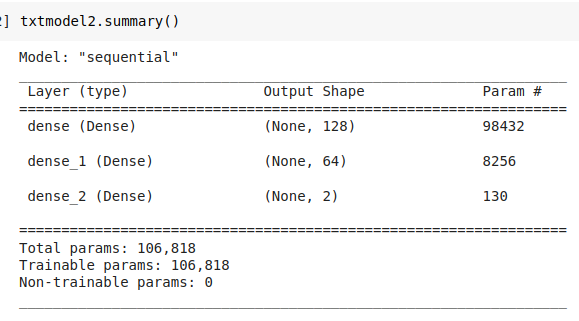 ] txtmodel2.summary()
Model: "sequential"
Layer (type) Output Shape Param #
dense (Dense) (None, 128) 98432
dense_1 (Dense) (None, 64) 8256
dense_2 (Dense) (None, 2) 130
Total params: 106,818
Trainable params: 106,818
Non-trainable params: 0